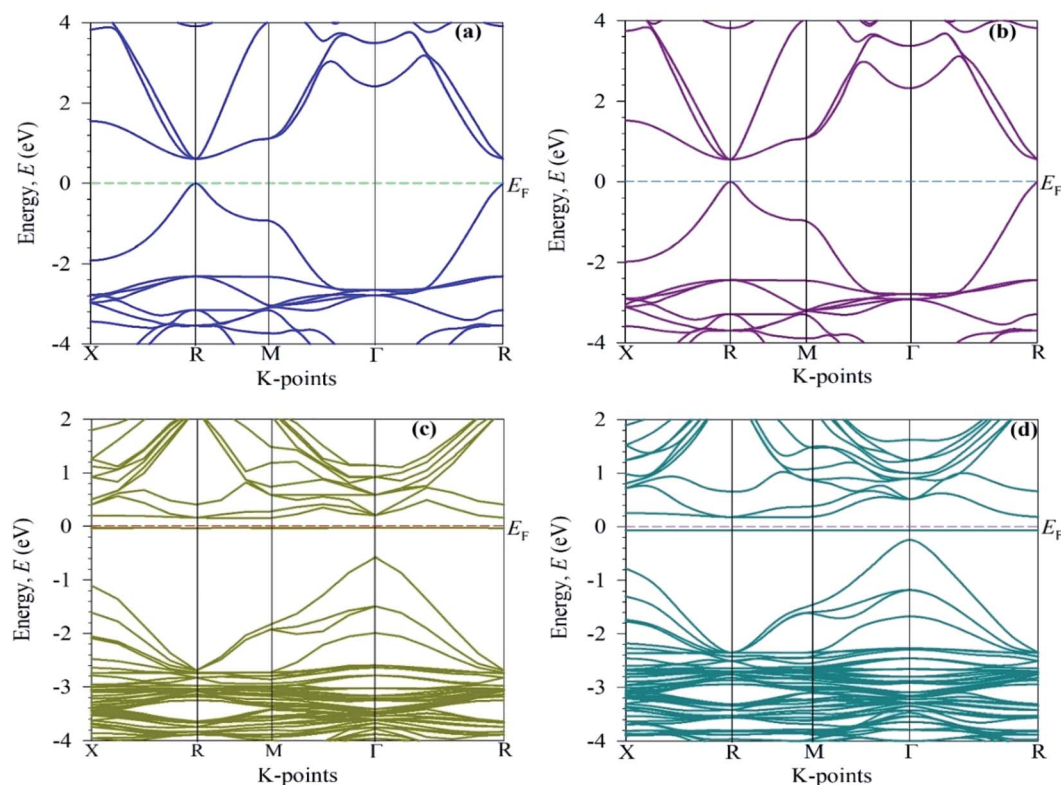 4
2
0
-2
-4
Energy, E (eV)
(a)
E_F
X R M Γ R
K-points
4
2
0
-2
-4
Energy, E (eV)
(b)
E_F
X R M Γ R
K-points
2
1
0
-1
-2
-3
-4
Energy, E (eV)
(c)
E_F
X R M Γ R
K-points
2
1
0
-1
-2
-3
-4
Energy, E (eV)
(d)
E_F
X R M Γ R
K-points